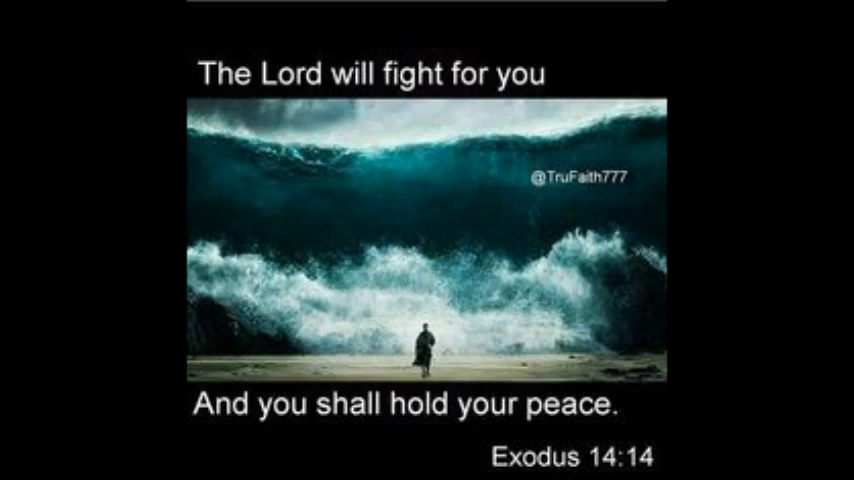 The Lord will fight for you
@TruFaith777
And you shall hold your peace.
Exodus 14:14